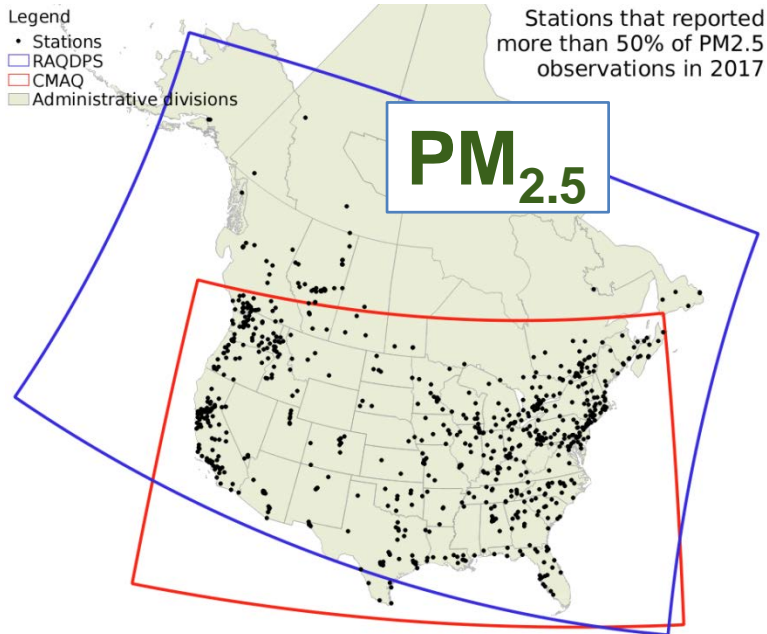 Legend
Stations
RAQDPS
CMAQ
Administrative divisions
Stations that reported
more than 50% of PM2.5
observations in 2017
PM2.5